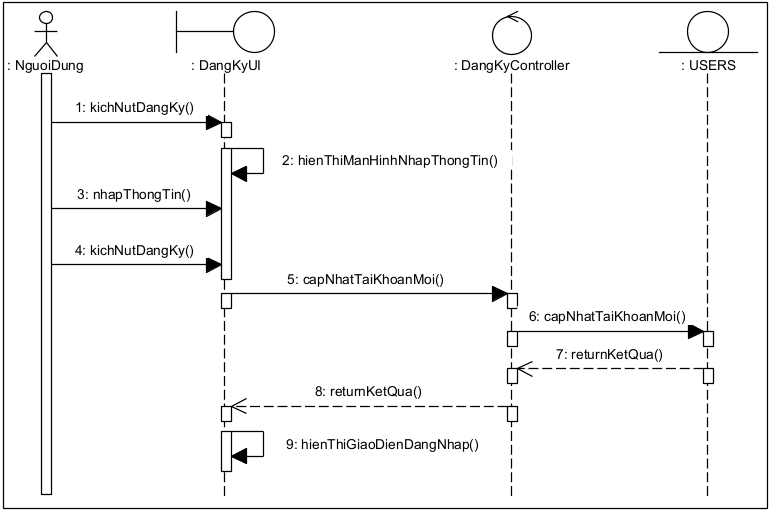 : NguoiDung
: DangKyUI
: DangKyController
: USERS
1: kichNutDangKy()
2: hienThiManHinhNhapThongTin()
3: nhapThongTin()
4: kichNutDangKy()
5: capNhatTaiKhoanMoi()
6: capNhatTaiKhoanMoi()
7: returnKetQua()
8: returnKetQua()
9: hienThiGiaoDienDangNhap()